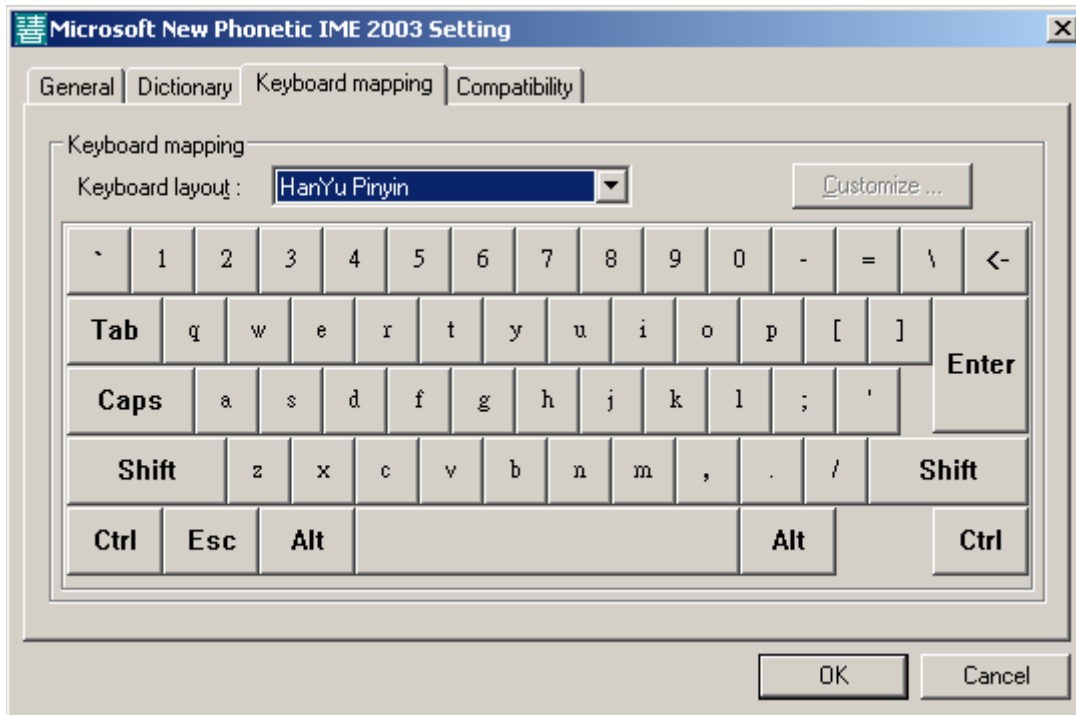 Microsoft New Phonetic IME 2003 Setting
General Dictionary Keyboard mapping Compatibility
Keyboard mapping
Keyboard layout : HanYu Pinyin Customize ...
` 1 2 3 4 5 6 7 8 9 0 - = \ <-
Tab q w e r t y u i o p [ ]
Enter
Caps a s d f g h j k l ; '
Shift z x c v b n m , . / Shift
Ctrl Esc Alt Alt Ctrl
OK Cancel